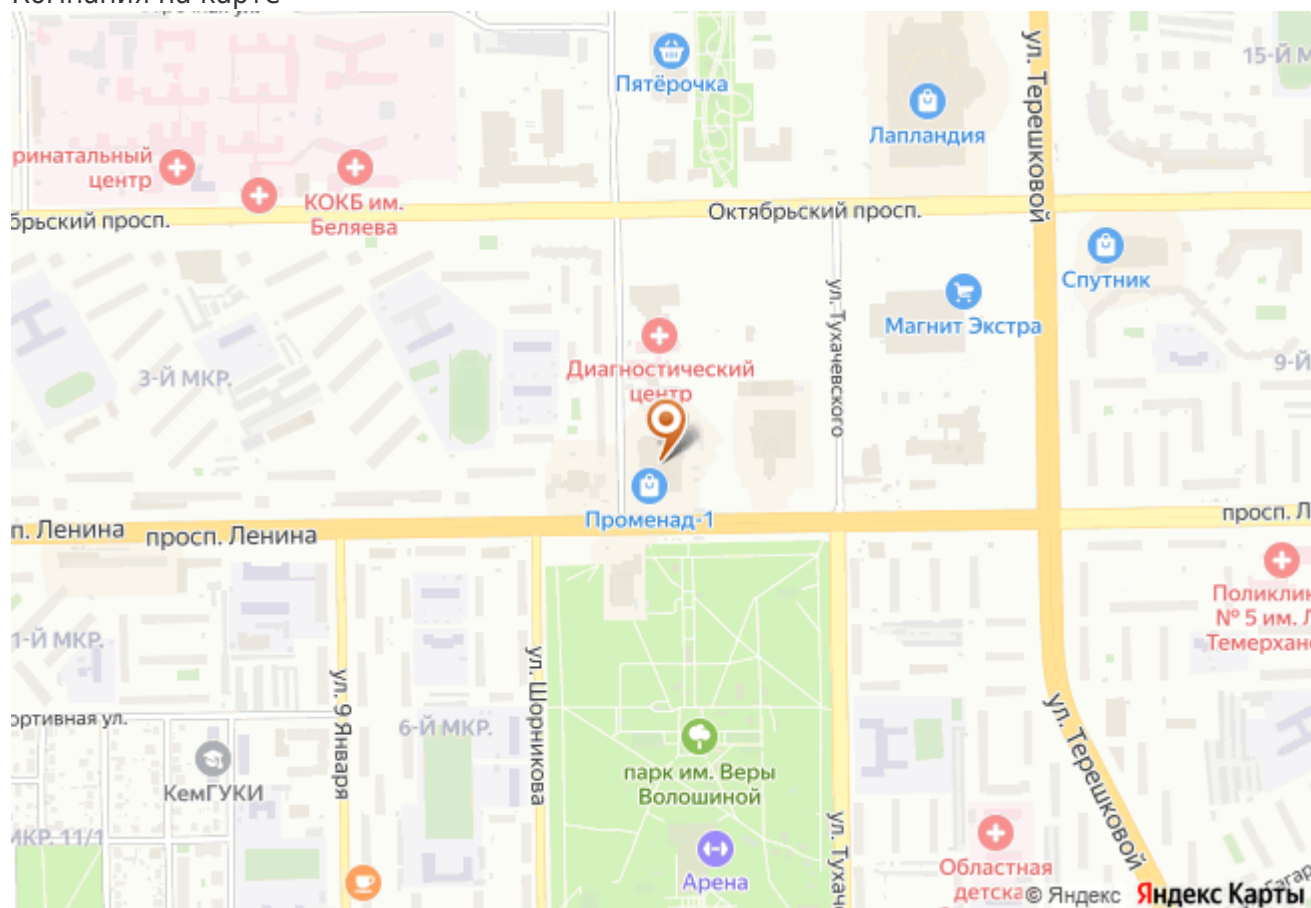 Компания на карте
Пятёрочка
Лапландия
ул. Терешковой
15-Й М
ринатальный
центр
КОКБ им.
Беляева
брьский просп.
Октябрьский просп.
Спутник
ул. Тухачевского
Магнит Экстра
Диагностический
центр
3-Й МКР.
9-Й
Променад-1
п. Ленина
просп. Ленина
просп. Л
Поликлин
№ 5 им. Л
Темерхан
1-Й МКР.
ортивная ул.
ул. 9 Января
6-Й МКР.
ул. Шорникова
КемГУКИ
парк им. Веры
Волошиной
ул. Терешковой
МКР. 11/1
Арена
ул. Тухач
Областная
детска
© Яндекс Яндекс Карты